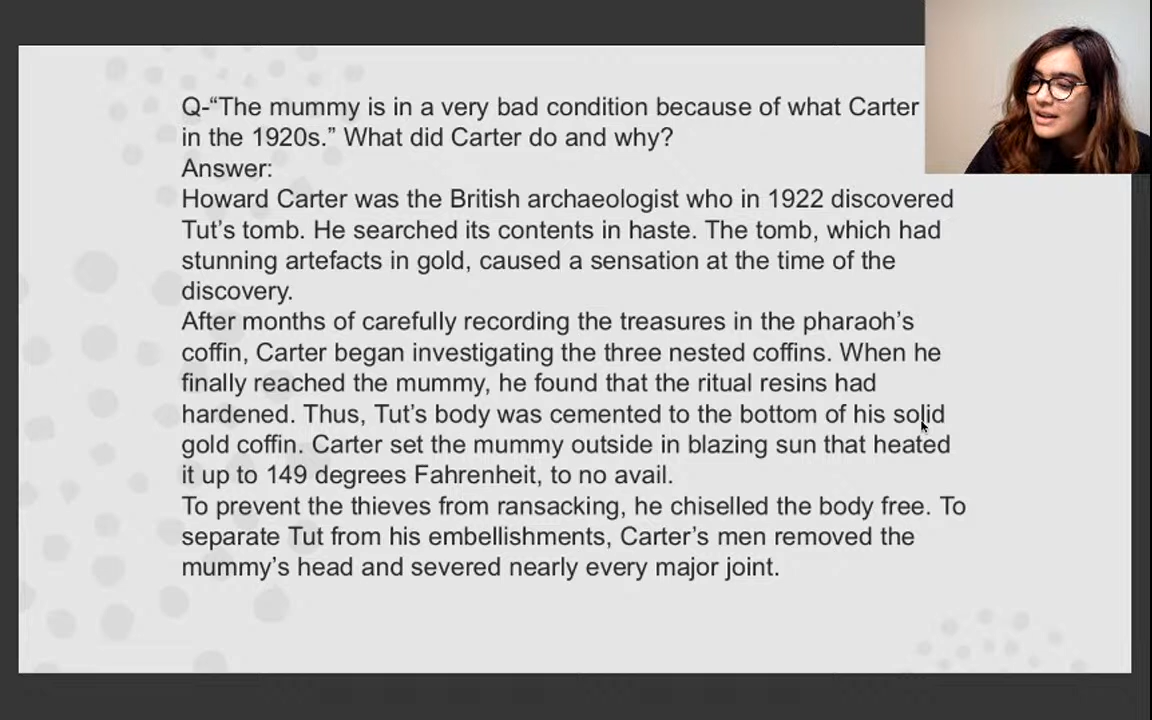 Q-“The mummy is in a very bad condition because of what Carter
in the 1920s.” What did Carter do and why?
Answer:
Howard Carter was the British archaeologist who in 1922 discovered
Tut’s tomb. He searched its contents in haste. The tomb, which had
stunning artefacts in gold, caused a sensation at the time of the
discovery.
After months of carefully recording the treasures in the pharaoh’s
coffin, Carter began investigating the three nested coffins. When he
finally reached the mummy, he found that the ritual resins had
hardened. Thus, Tut’s body was cemented to the bottom of his solid
gold coffin. Carter set the mummy outside in blazing sun that heated
it up to 149 degrees Fahrenheit, to no avail.
To prevent the thieves from ransacking, he chiselled the body free. To
separate Tut from his embellishments, Carter’s men removed the
mummy’s head and severed nearly every major joint.